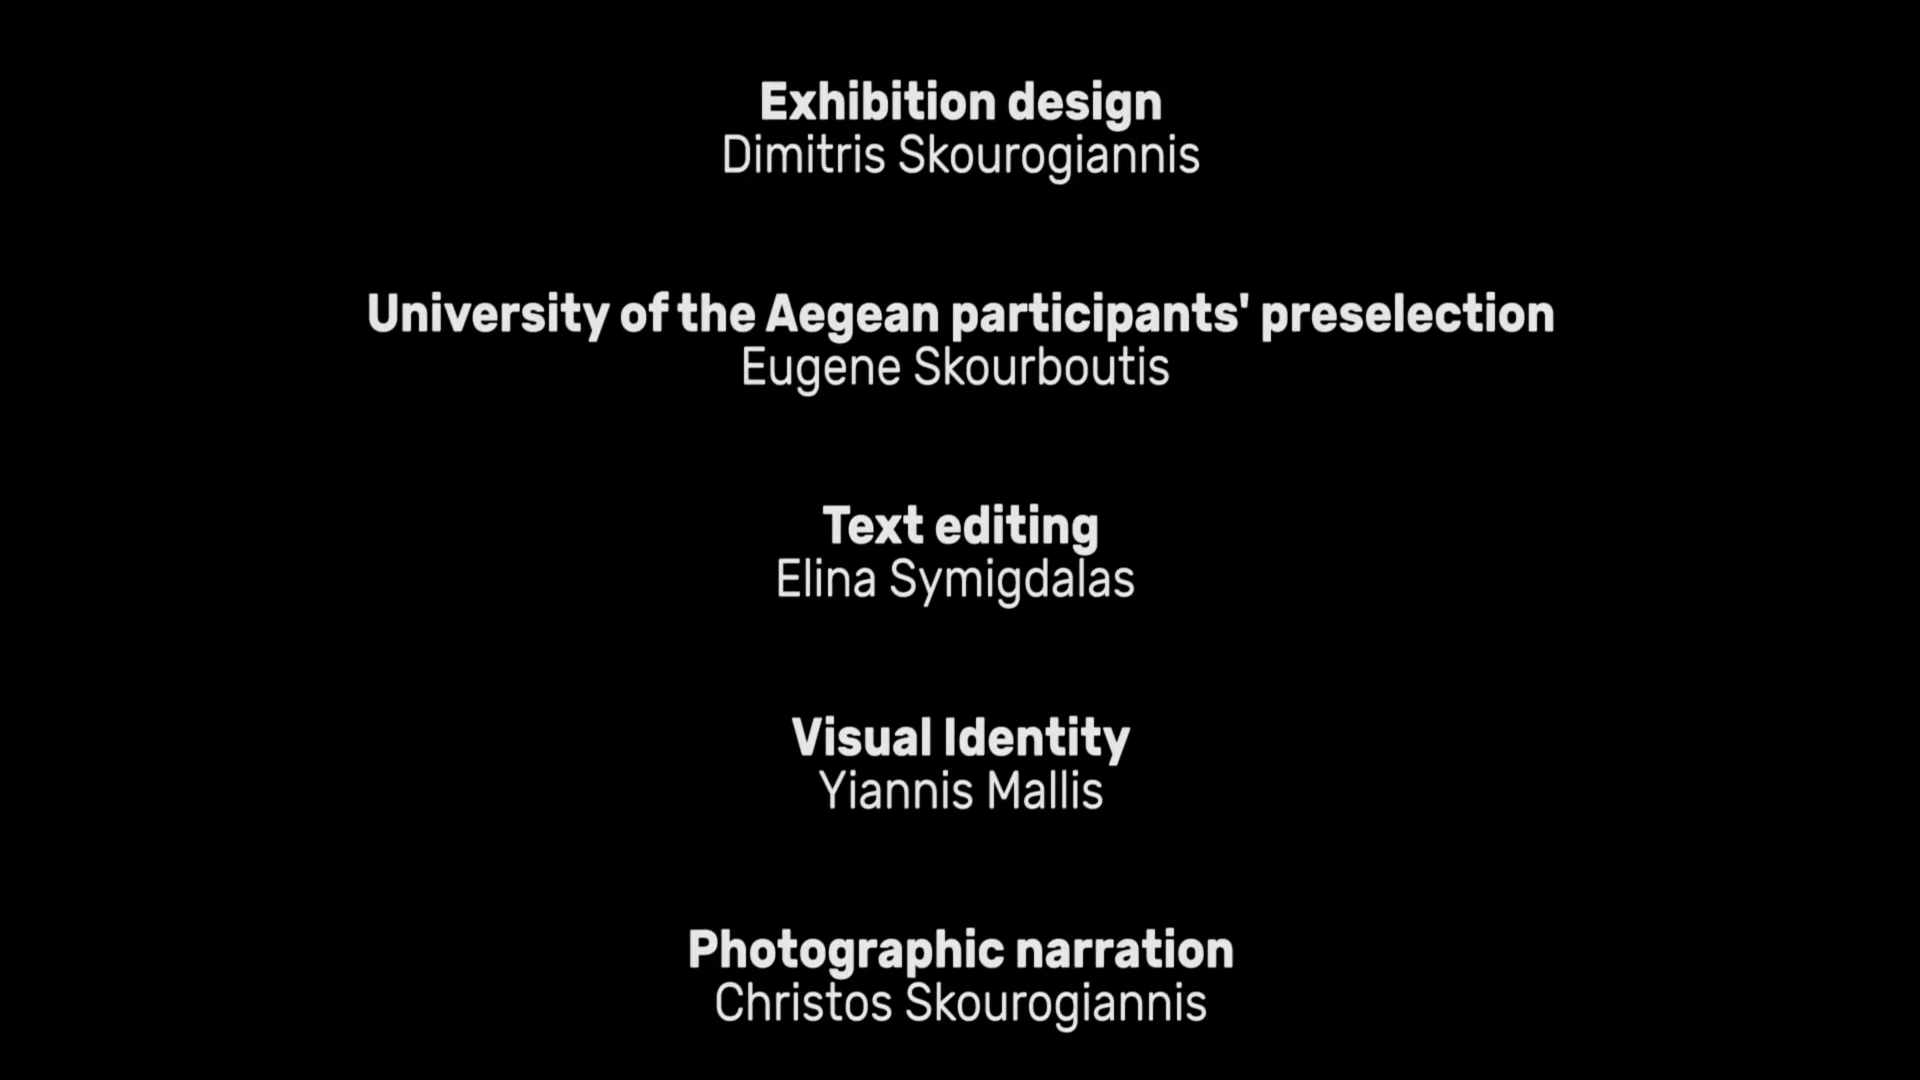 Exhibition design
Dimitris Skourogiannis
University of the Aegean participants' preselection
Eugene Skourboutis
Text editing
Elina Symigdalas
Visual Identity
Yiannis Mallis
Photographic narration
Christos Skourogiannis